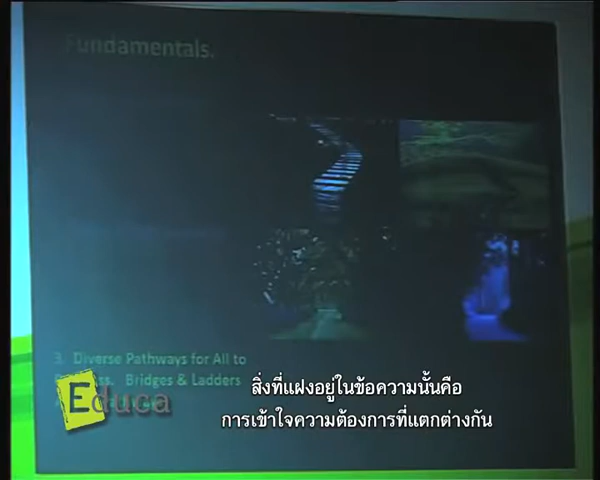 Fundamentals.
3. Diverse Pathways for All to
Bridges & Ladders
Educa
สิ่งที่แฝงอยู่ในข้อความนั้นคือ
การเข้าใจความต้องการที่แตกต่างกัน